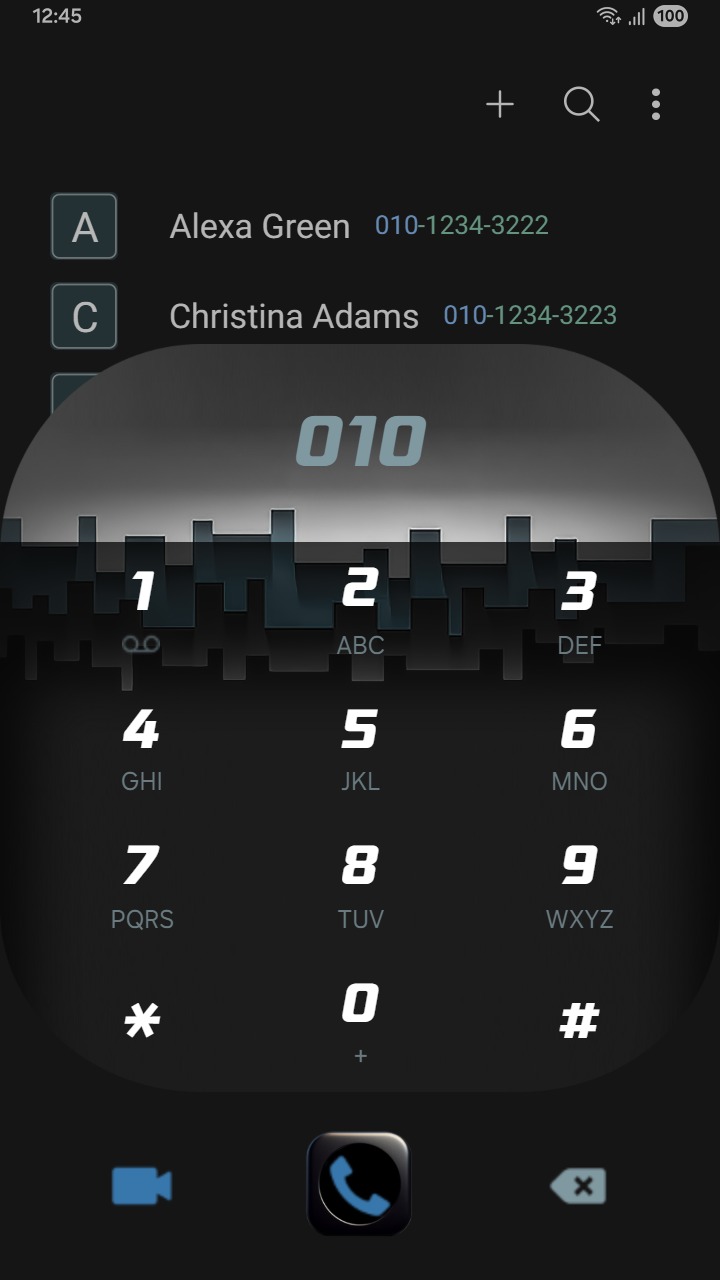 12:45 100
A Alexa Green 010-1234-3222
C Christina Adams 010-1234-3223
010
1 2 3
ABC DEF
4 5 6
GHI JKL MNO
7 8 9
PQRS TUV WXYZ
* 0 #
+